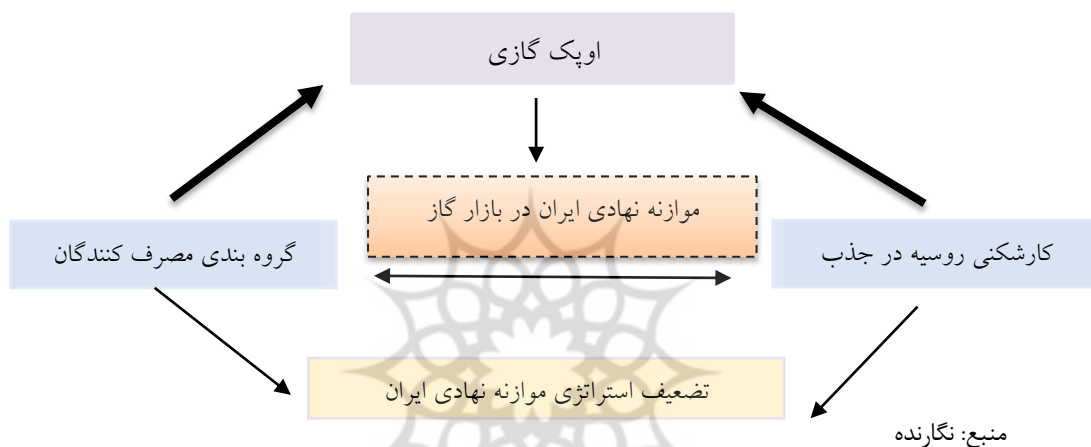 اوپک گازی
موازنه نهادی ایران در بازار گاز
کارشکنی روسیه در جذب
گروه بندی مصرف کنندگان
تضعیف استراتژی موازنه نهادی ایران
منبع: نگارنده